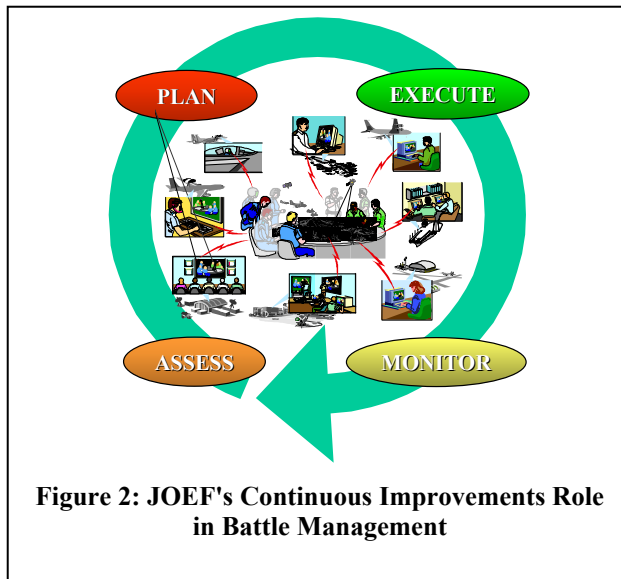 PLAN
EXECUTE
ASSESS
MONITOR
Figure 2: JOEF's Continuous Improvements Role
in Battle Management